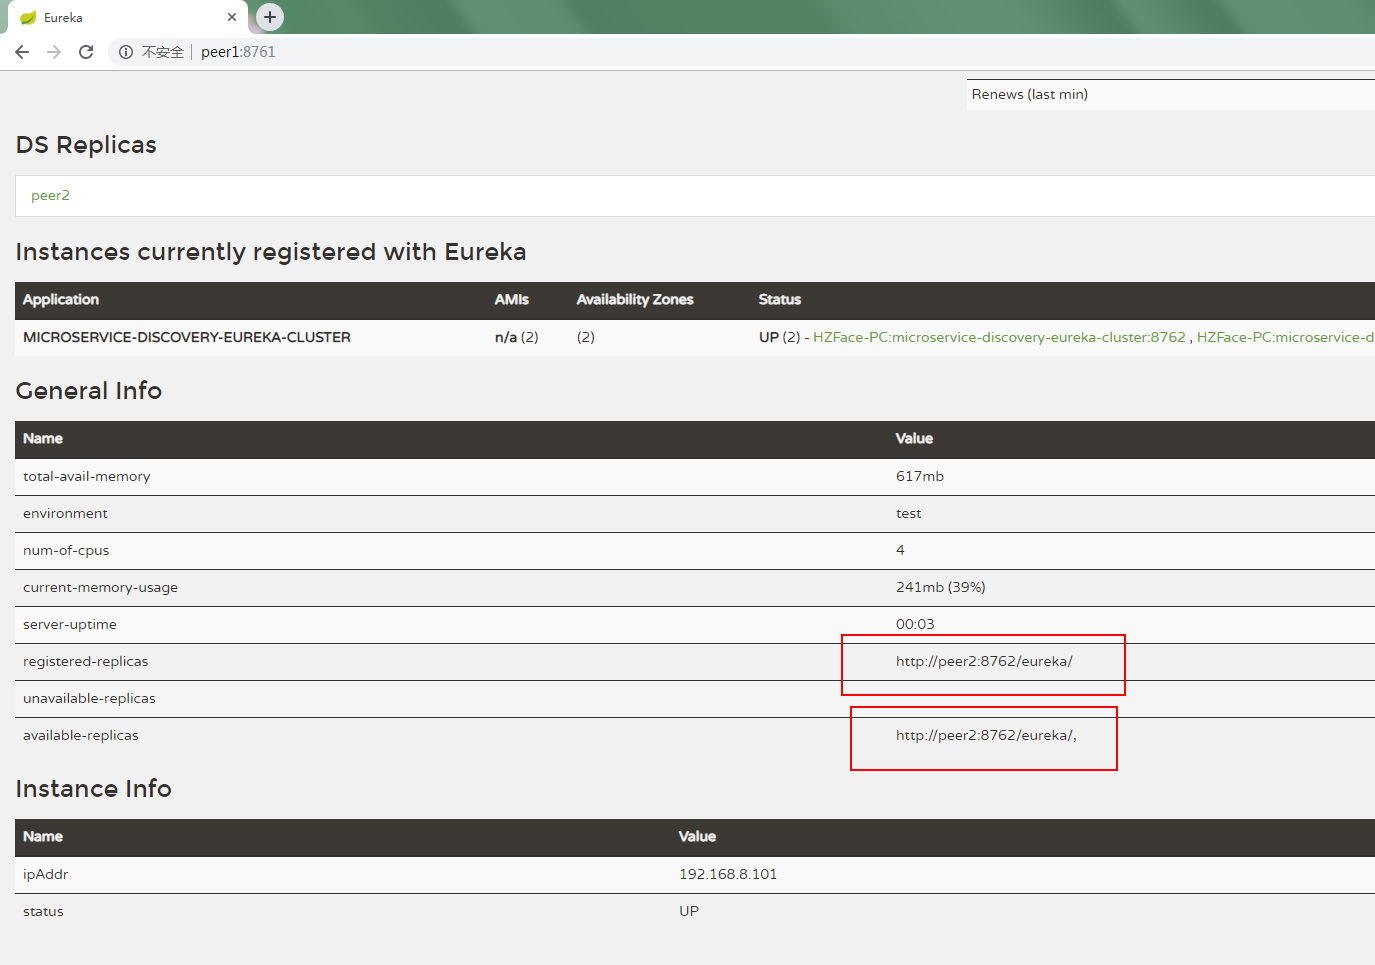 Eureka
不安全 peer1:8761
Renews (last min)
DS Replicas
peer2
Instances currently registered with Eureka
Application AMIs Availability Zones Status
MICROSERVICE-DISCOVERY-EUREKA-CLUSTER n/a (2) (2) UP (2) - HZFace-PC:microservice-discovery-eureka-cluster:8762 , HZFace-PC:microservice-d
General Info
Name Value
total-avail-memory 617mb
environment test
num-of-cpus 4
current-memory-usage 241mb (39%)
server-uptime 00:03
registered-replicas http://peer2:8762/eureka/
unavailable-replicas
available-replicas http://peer2:8762/eureka/,
Instance Info
Name Value
ipAddr 192.168.8.101
status UP